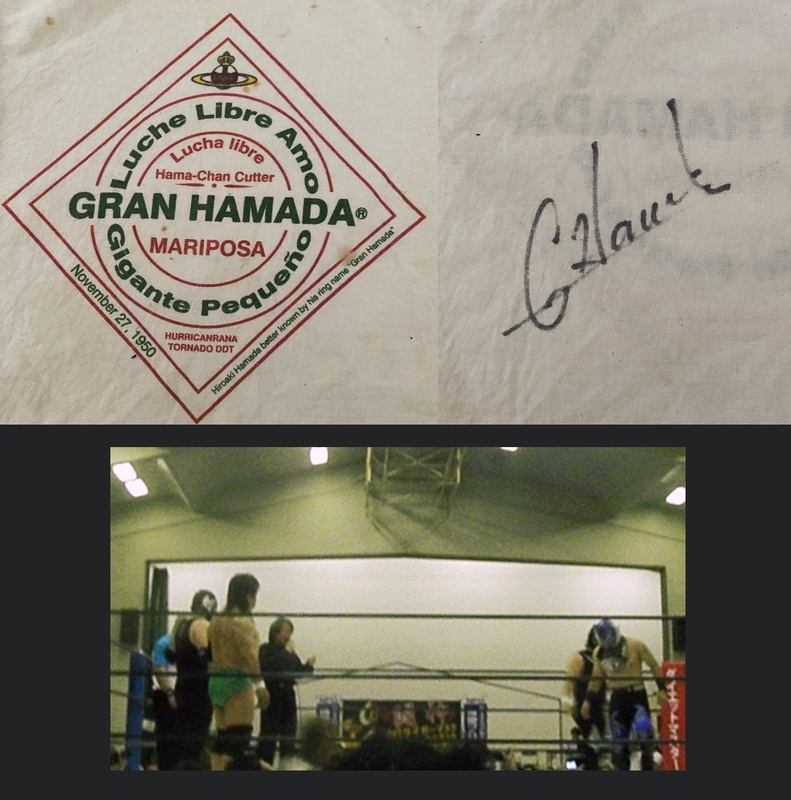 Luche Libre Amo
Lucha libre
Hama-Chan Cutter
GRAN HAMADA®
MARIPOSA
Gigante Pequeño
November 27, 1950
HURRICANRANA
TORNADO DDT
Hiroaki Hamada better known by his ring name "Gran Hamada"
HAMADA